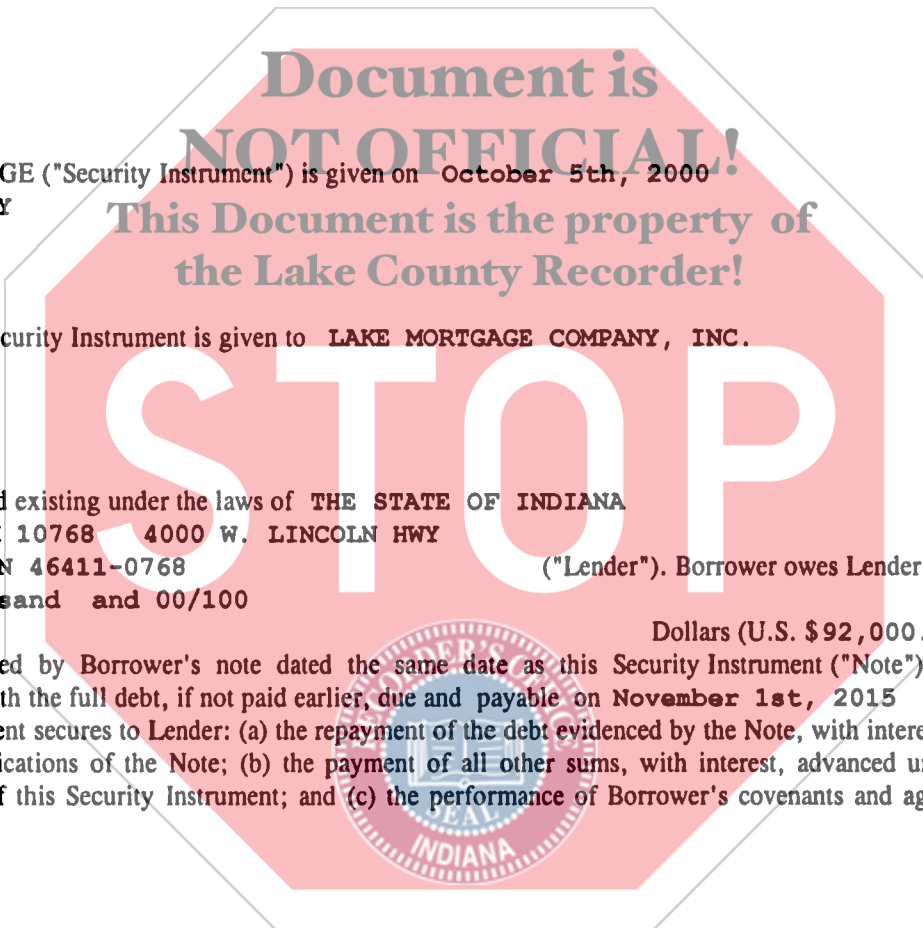 Document is
NOT OFFICIAL!
GE ("Security Instrument") is given on October 5th, 2000
Y
This Document is the property of
the Lake County Recorder!
curity Instrument is given to LAKE MORTGAGE COMPANY, INC.
STOP
d existing under the laws of THE STATE OF INDIANA
10768 4000 W. LINCOLN HWY
N 46411-0768 ("Lender"). Borrower owes Lender
sand and 00/100
Dollars (U.S. $92,000.
ed by Borrower's note dated the same date as this Security Instrument ("Note")
th the full debt, if not paid earlier, due and payable on November 1st, 2015
ent secures to Lender: (a) the repayment of the debt evidenced by the Note, with intere
ications of the Note; (b) the payment of all other sums, with interest, advanced u
f this Security Instrument; and (c) the performance of Borrower's covenants and ag
RECORDER'S OFFICE
SEAL
INDIANA